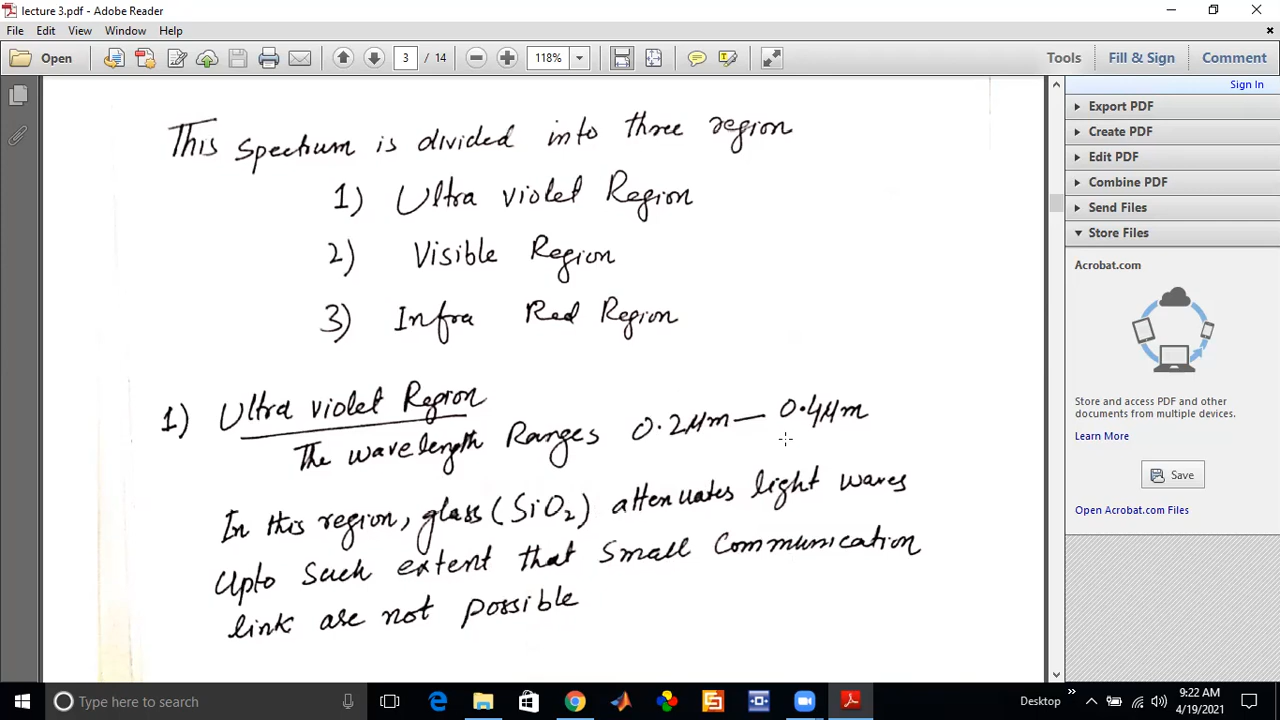 lecture 3.pdf - Adobe Reader
File Edit View Window Help
Open 3 / 14 118% Tools Fill & Sign Comment
Sign In
Export PDF
Create PDF
Edit PDF
Combine PDF
Send Files
Store Files
Acrobat.com
Store and access PDF and other
documents from multiple devices.
Learn More
Save
Open Acrobat.com Files
This spectrum is divided into three region
1) Ultra violet Region
2) Visible Region
3) Infra Red Region
1) Ultra violet Region
The wavelength Ranges 0.2μm — 0.4μm
In this region, glass (SiO2) attenuates light waves
Upto such extent that small communication
link are not possible
Type here to search
Desktop
9:22 AM
4/19/2021